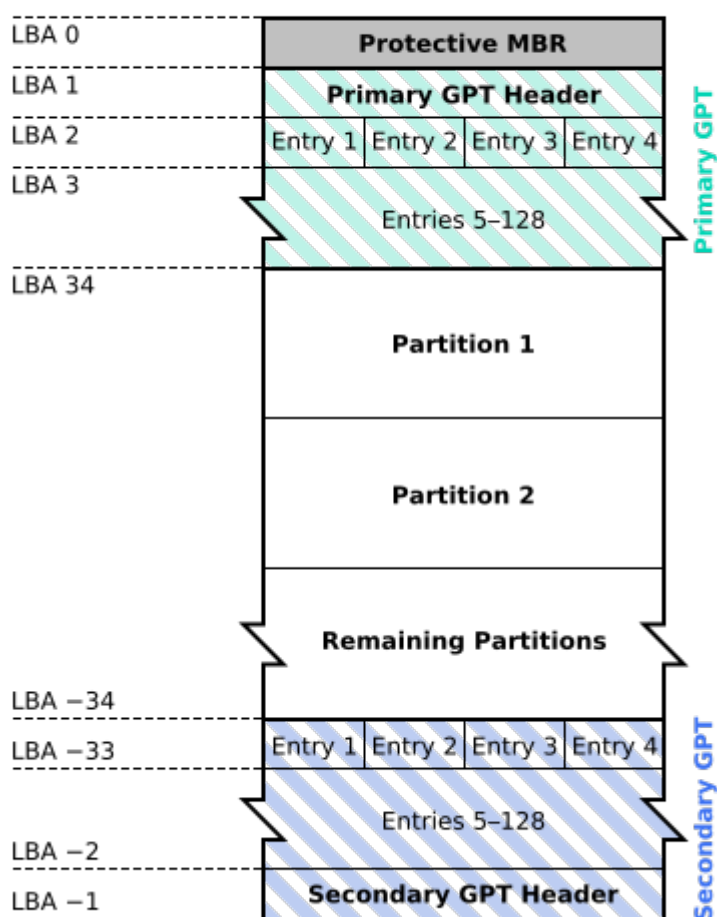 LBA 0
Protective MBR
LBA 1
Primary GPT Header
LBA 2
Entry 1 Entry 2 Entry 3 Entry 4
LBA 3
Entries 5–128
Primary GPT
LBA 34
Partition 1
Partition 2
Remaining Partitions
LBA −34
LBA −33
Entry 1 Entry 2 Entry 3 Entry 4
Entries 5–128
LBA −2
LBA −1
Secondary GPT Header
Secondary GPT